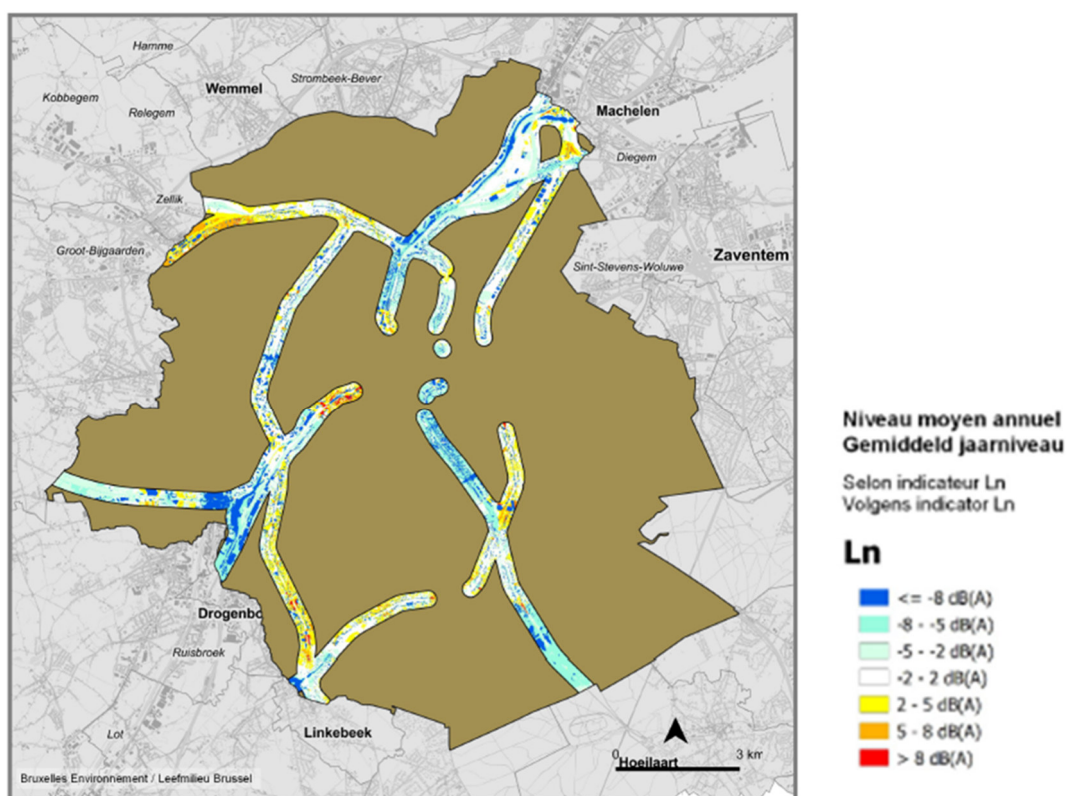 Hamme
Wemmel
Strombeek-Bever
Kobbegem
Relegem
Machelen
Diegem
Zellik
Groot-Bijgaarden
Sint-Stevens-Woluwe
Zaventem
Drogenbo
Ruisbroek
Lot
Linkebeek
Hoeilaart
0 3 km
Bruxelles Environnement / Leefmilieu Brussel
Niveau moyen annuel
Gemiddeld jaarniveau
Selon indicateur Ln
Volgens indicator Ln
Ln
<= -8 dB(A)
-8 - -5 dB(A)
-5 - -2 dB(A)
-2 - 2 dB(A)
2 - 5 dB(A)
5 - 8 dB(A)
> 8 dB(A)